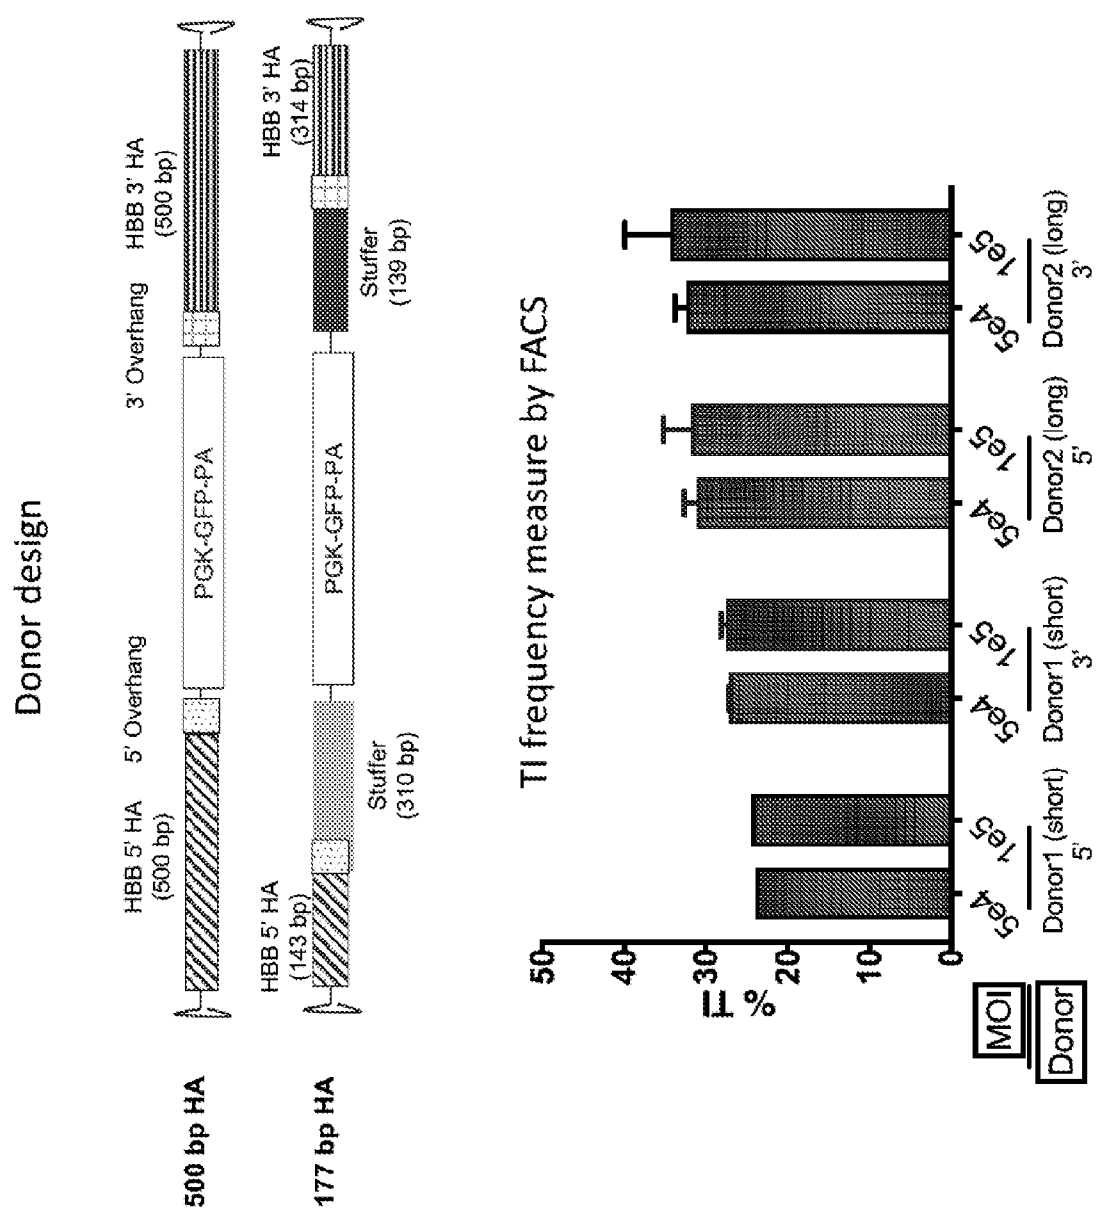 Donor design
HBB 5' HA
(500 bp)
5' Overhang
3' Overhang
HBB 3' HA
(500 bp)
500 bp HA
PGK-GFP-PA
HBB 5' HA
(143 bp)
HBB 3' HA
(314 bp)
177 bp HA
PGK-GFP-PA
Stuffer
(310 bp)
Stuffer
(139 bp)
TI frequency measure by FACS
% TI
50
40
30
20
10
0
MOI
5e4 1e5 5e4 1e5 5e4 1e5 5e4 1e5
Donor
Donor1 (short)
5'
Donor1 (short)
3'
Donor2 (long)
5'
Donor2 (long)
3'